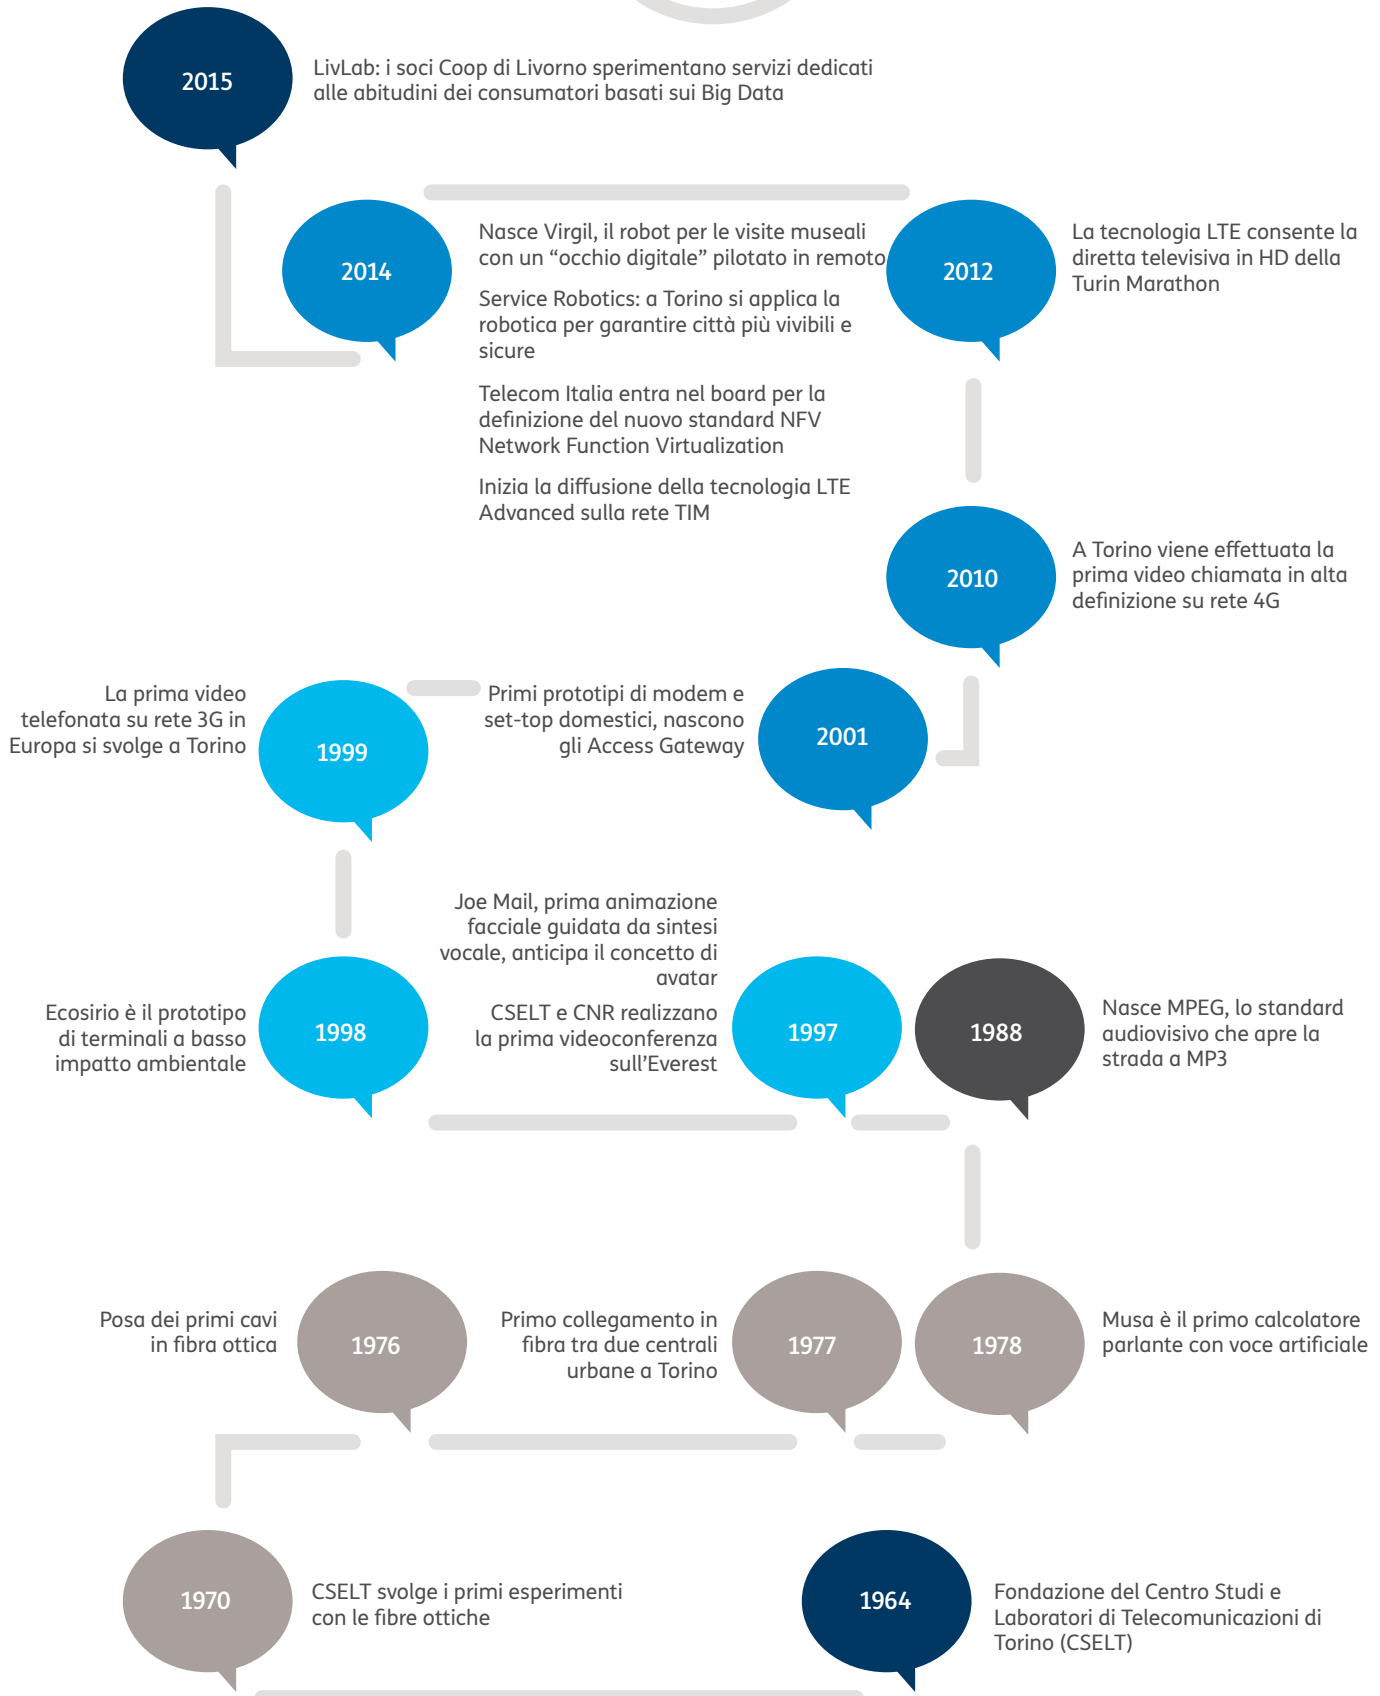 2015
LivLab: i soci Coop di Livorno sperimentano servizi dedicati
alle abitudini dei consumatori basati sui Big Data
2014
Nasce Virgil, il robot per le visite museali
con un “occhio digitale” pilotato in remoto
Service Robotics: a Torino si applica la
robotica per garantire città più vivibili e
sicure
Telecom Italia entra nel board per la
definizione del nuovo standard NFV
Network Function Virtualization
Inizia la diffusione della tecnologia LTE
Advanced sulla rete TIM
2012
La tecnologia LTE consente la
diretta televisiva in HD della
Turin Marathon
2010
A Torino viene effettuata la
prima video chiamata in alta
definizione su rete 4G
La prima video
telefonata su rete 3G in
Europa si svolge a Torino
1999
Primi prototipi di modem e
set-top domestici, nascono
gli Access Gateway
2001
Ecosirio è il prototipo
di terminali a basso
impatto ambientale
1998
Joe Mail, prima animazione
facciale guidata da sintesi
vocale, anticipa il concetto di
avatar
CSELT e CNR realizzano
la prima videoconferenza
sull’Everest
1997
1988
Nasce MPEG, lo standard
audiovisivo che apre la
strada a MP3
Posa dei primi cavi
in fibra ottica
1976
Primo collegamento in
fibra tra due centrali
urbane a Torino
1977
1978
Musa è il primo calcolatore
parlante con voce artificiale
1970
CSELT svolge i primi esperimenti
con le fibre ottiche
1964
Fondazione del Centro Studi e
Laboratori di Telecomunicazioni di
Torino (CSELT)